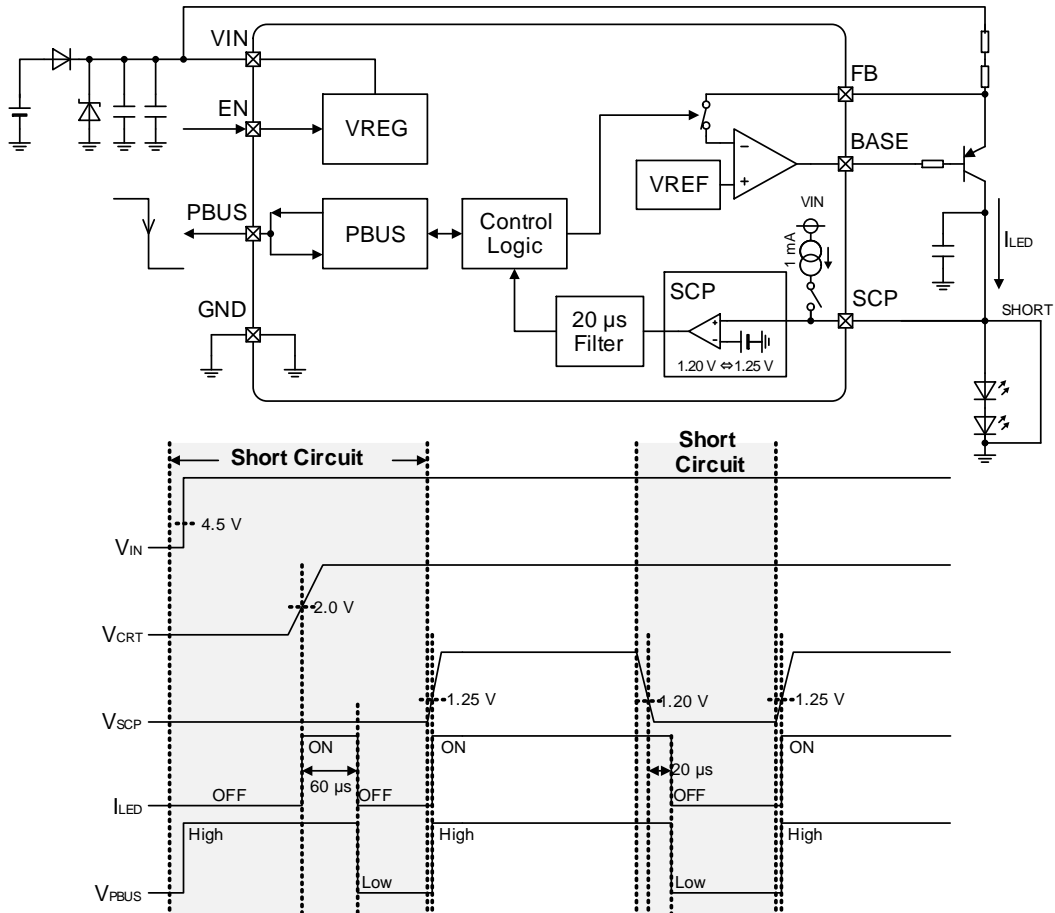 VIN
FB
EN
VREG
BASE
VREF
VIN
PBUS
PBUS
Control
Logic
1 mA
ILED
SCP
SCP
SHORT
GND
20 µs
Filter
1.20 V ⇔ 1.25 V
Short Circuit
Short
Circuit
4.5 V
VIN
2.0 V
VCRT
1.25 V
1.20 V
1.25 V
VSCP
ON
ON
ON
60 µs
20 µs
OFF
OFF
OFF
ILED
High
High
High
Low
Low
VPBUS